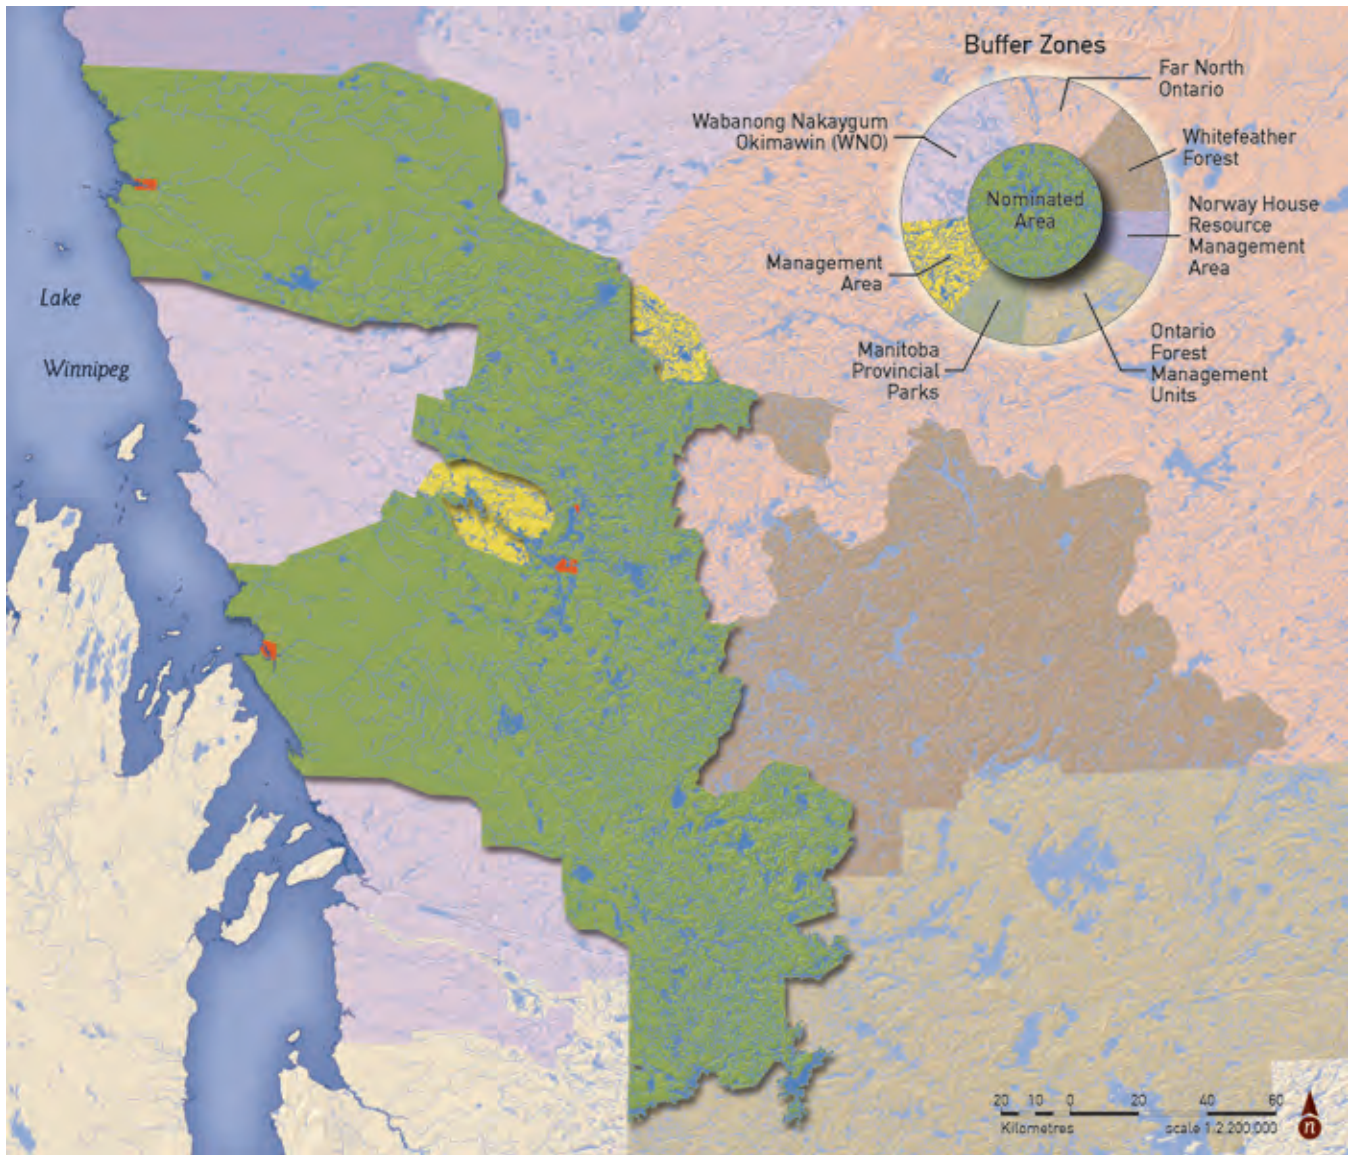 Buffer Zones
Far North
Ontario
Wabanong Nakaygum
Okimawin (WNO)
Whitefeather
Forest
Nominated
Area
Norway House
Resource
Management
Area
Management
Area
Lake
Winnipeg
Manitoba
Provincial
Parks
Ontario
Forest
Management
Units
20 10 0 20 40 60
Kilometres scale 1:2,200,000
n